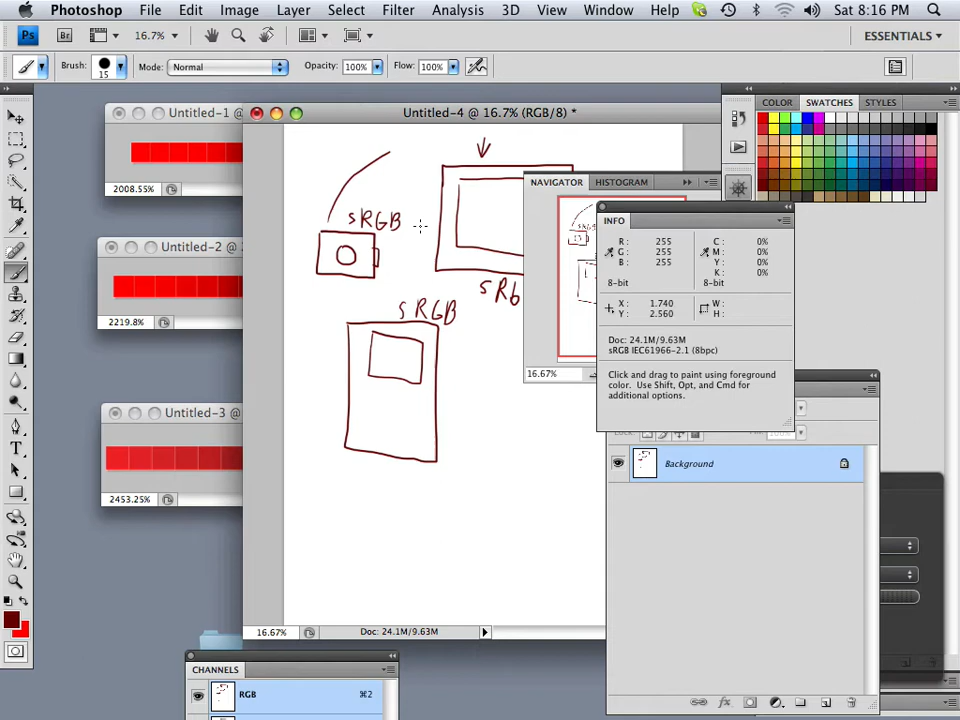 Photoshop File Edit Image Layer Select Filter Analysis 3D View Window Help Sat 8:16 PM
Ps Br 16.7% ESSENTIALS
Brush: 15 Mode: Normal Opacity: 100% Flow: 100%
Untitled-1 @
2008.55%
Untitled-2 @
2219.8%
Untitled-3 @
2453.25%
Untitled-4 @ 16.7% (RGB/8) *
sRGB
sRGB
16.67% Doc: 24.1M/9.63M
NAVIGATOR HISTOGRAM
16.67%
INFO
R: 255 C: 0%
G: 255 M: 0%
B: 255 Y: 0%
K: 0%
8-bit 8-bit
X: 1.740 W:
Y: 2.560 H:
Doc: 24.1M/9.63M
sRGB IEC61966-2.1 (8bpc)
Click and drag to paint using foreground
color. Use Shift, Opt, and Cmd for
additional options.
COLOR SWATCHES STYLES
Background
CHANNELS
RGB ⌘2